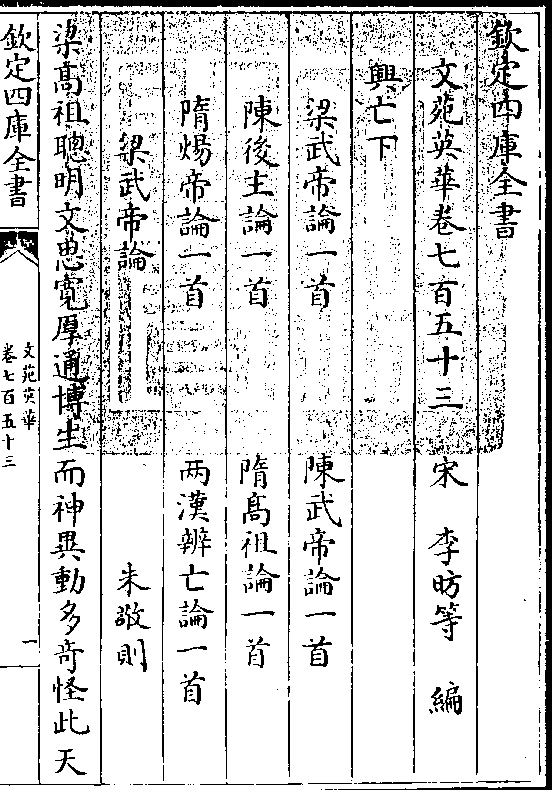 欽定四庫全書
文苑英華卷七百五十三
宋 李昉等 編
興亡下
梁武帝論一首 陳武帝論一首
陳後主論一首 隋髙祖論一首
隋煬帝論一首 兩漢辨亡論一首
梁武帝論 朱敬則
梁髙祖聰明文思寛厚通博生而神異動多竒怪此天
欽定四庫全書
文苑英華
卷七百五十三
一